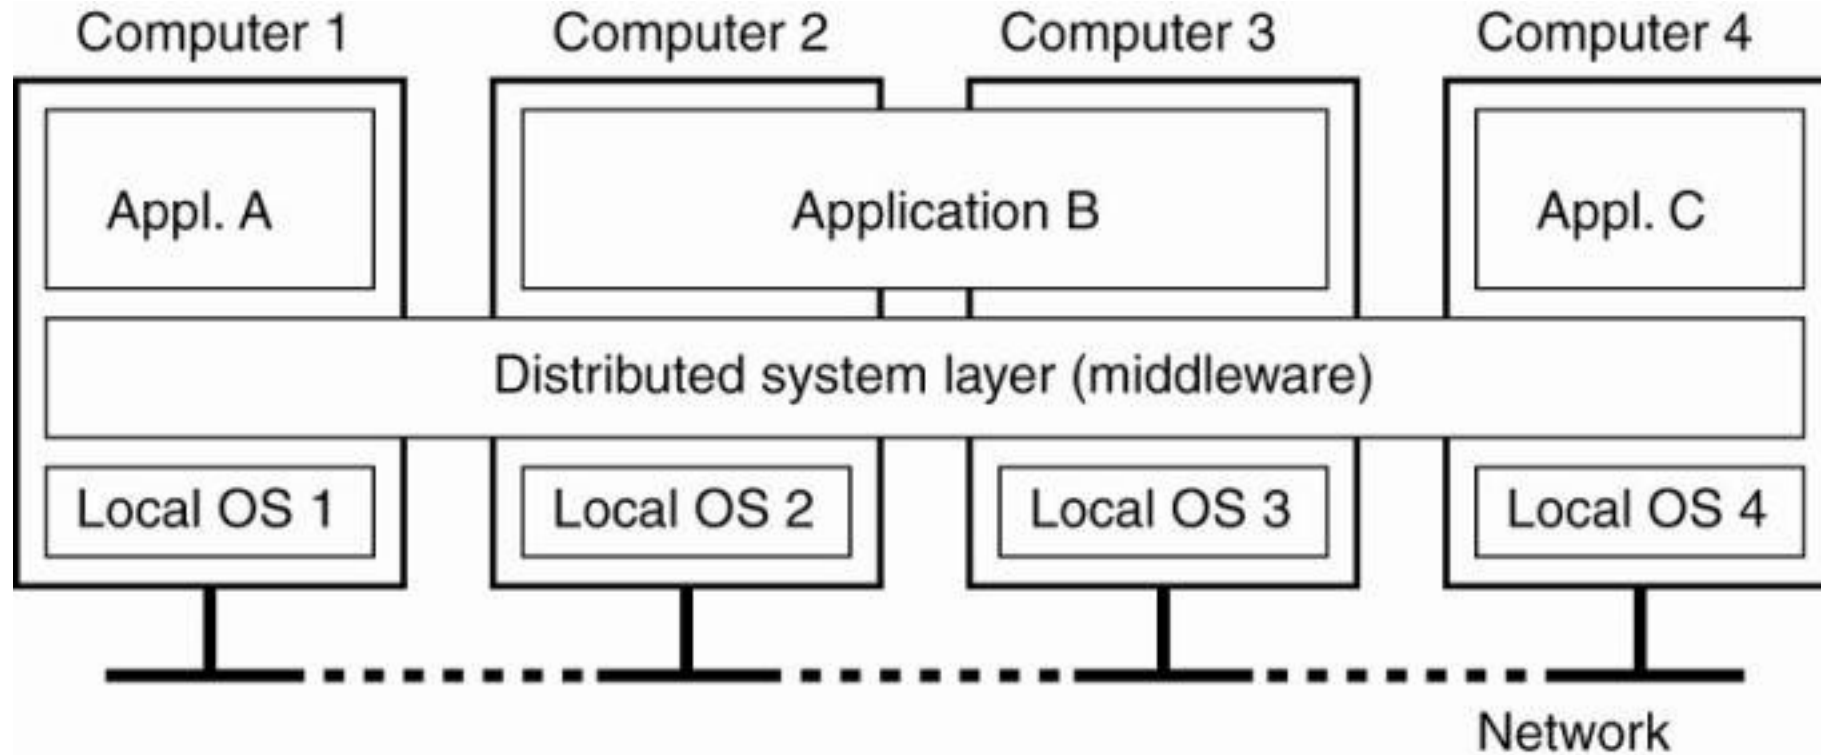 Computer 1
Computer 2
Computer 3
Computer 4
Appl. A
Application B
Appl. C
Distributed system layer (middleware)
Local OS 1
Local OS 2
Local OS 3
Local OS 4
Network